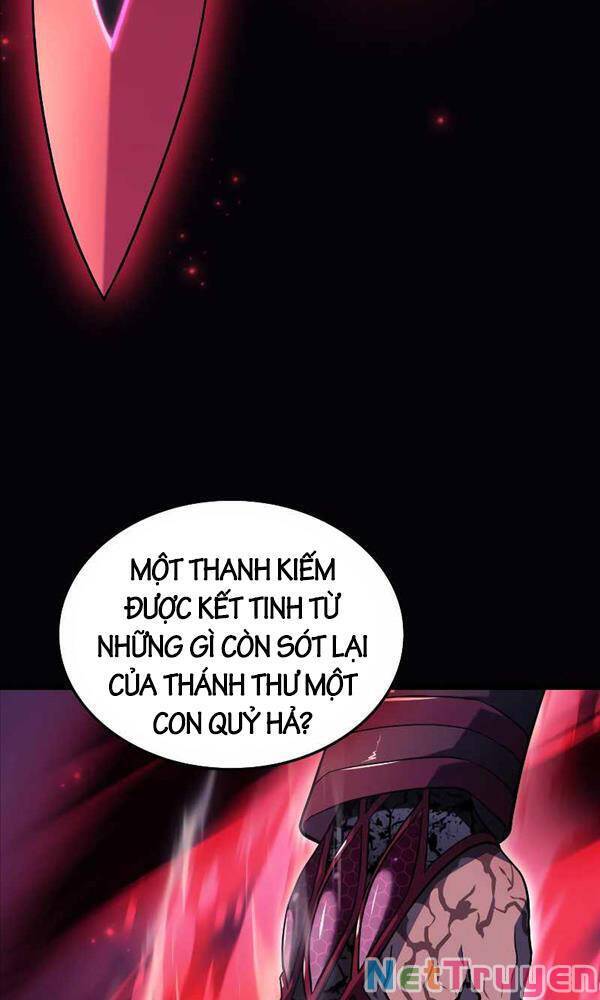 MỘT THANH KIẾM
ĐƯỢC KẾT TINH TỪ
NHỮNG GÌ CÒN SÓT LẠI
CỦA THÁNH THƯ MỘT
CON QUỶ HẢ?
NetTruyen